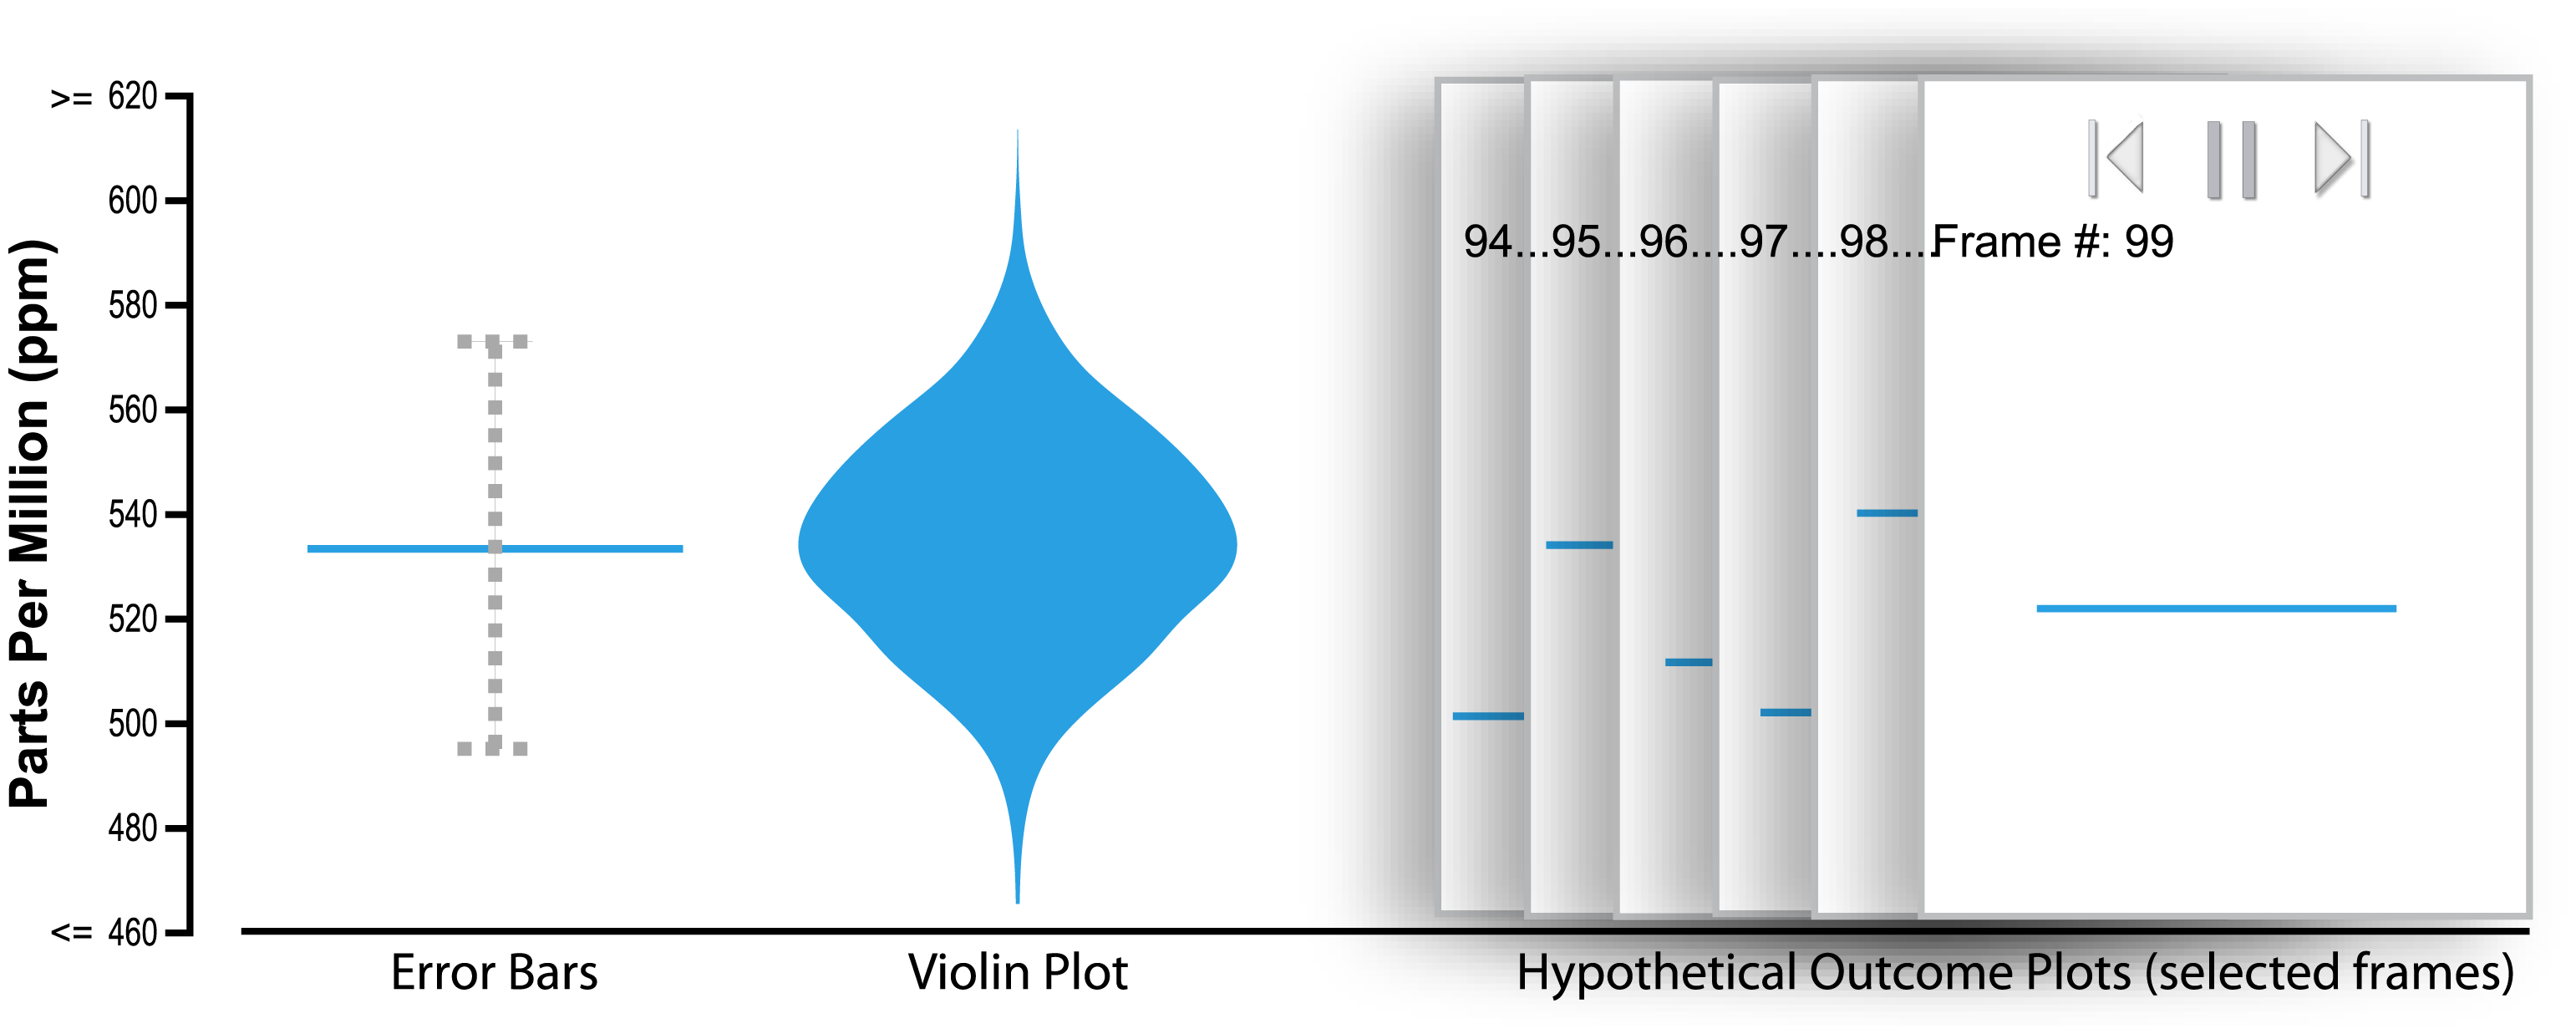 Parts Per Million (ppm)
>= 620
600
580
560
540
520
500
480
<= 460
94...95...96....97....98....Frame #: 99
Error Bars
Violin Plot
Hypothetical Outcome Plots (selected frames)